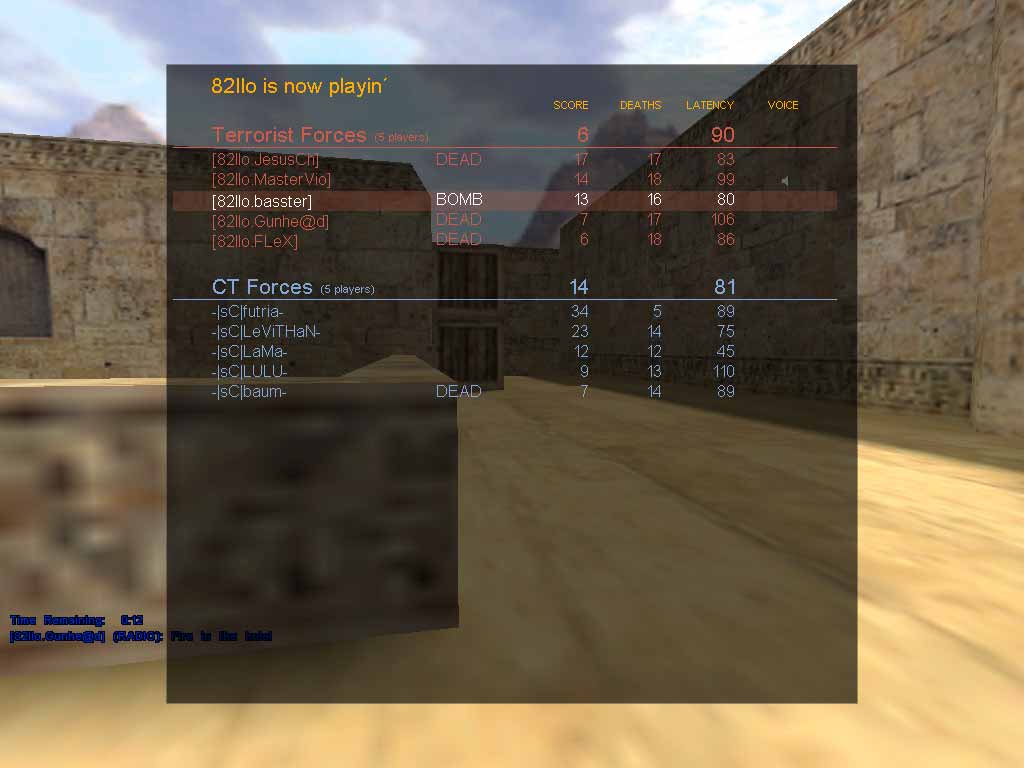 82llo is now playin´
SCORE DEATHS LATENCY VOICE
Terrorist Forces (5 players) 6 90
[82llo.JesusCh] DEAD 17 17 83
[82llo.MasterVio] 14 18 99
[82llo.basster] BOMB 13 16 80
[82llo.Gunhe@d] DEAD 7 17 106
[82llo.FLeX] DEAD 6 18 86
CT Forces (5 players) 14 81
-|sC|futria- 34 5 89
-|sC|LeViTHaN- 23 14 75
-|sC|LaMa- 12 12 45
-|sC|LULU- 9 13 110
-|sC|baum- DEAD 7 14 89
Time Remaining: 0:12
[82llo.Gunhe@d] (RADIO): Fire in the hole!